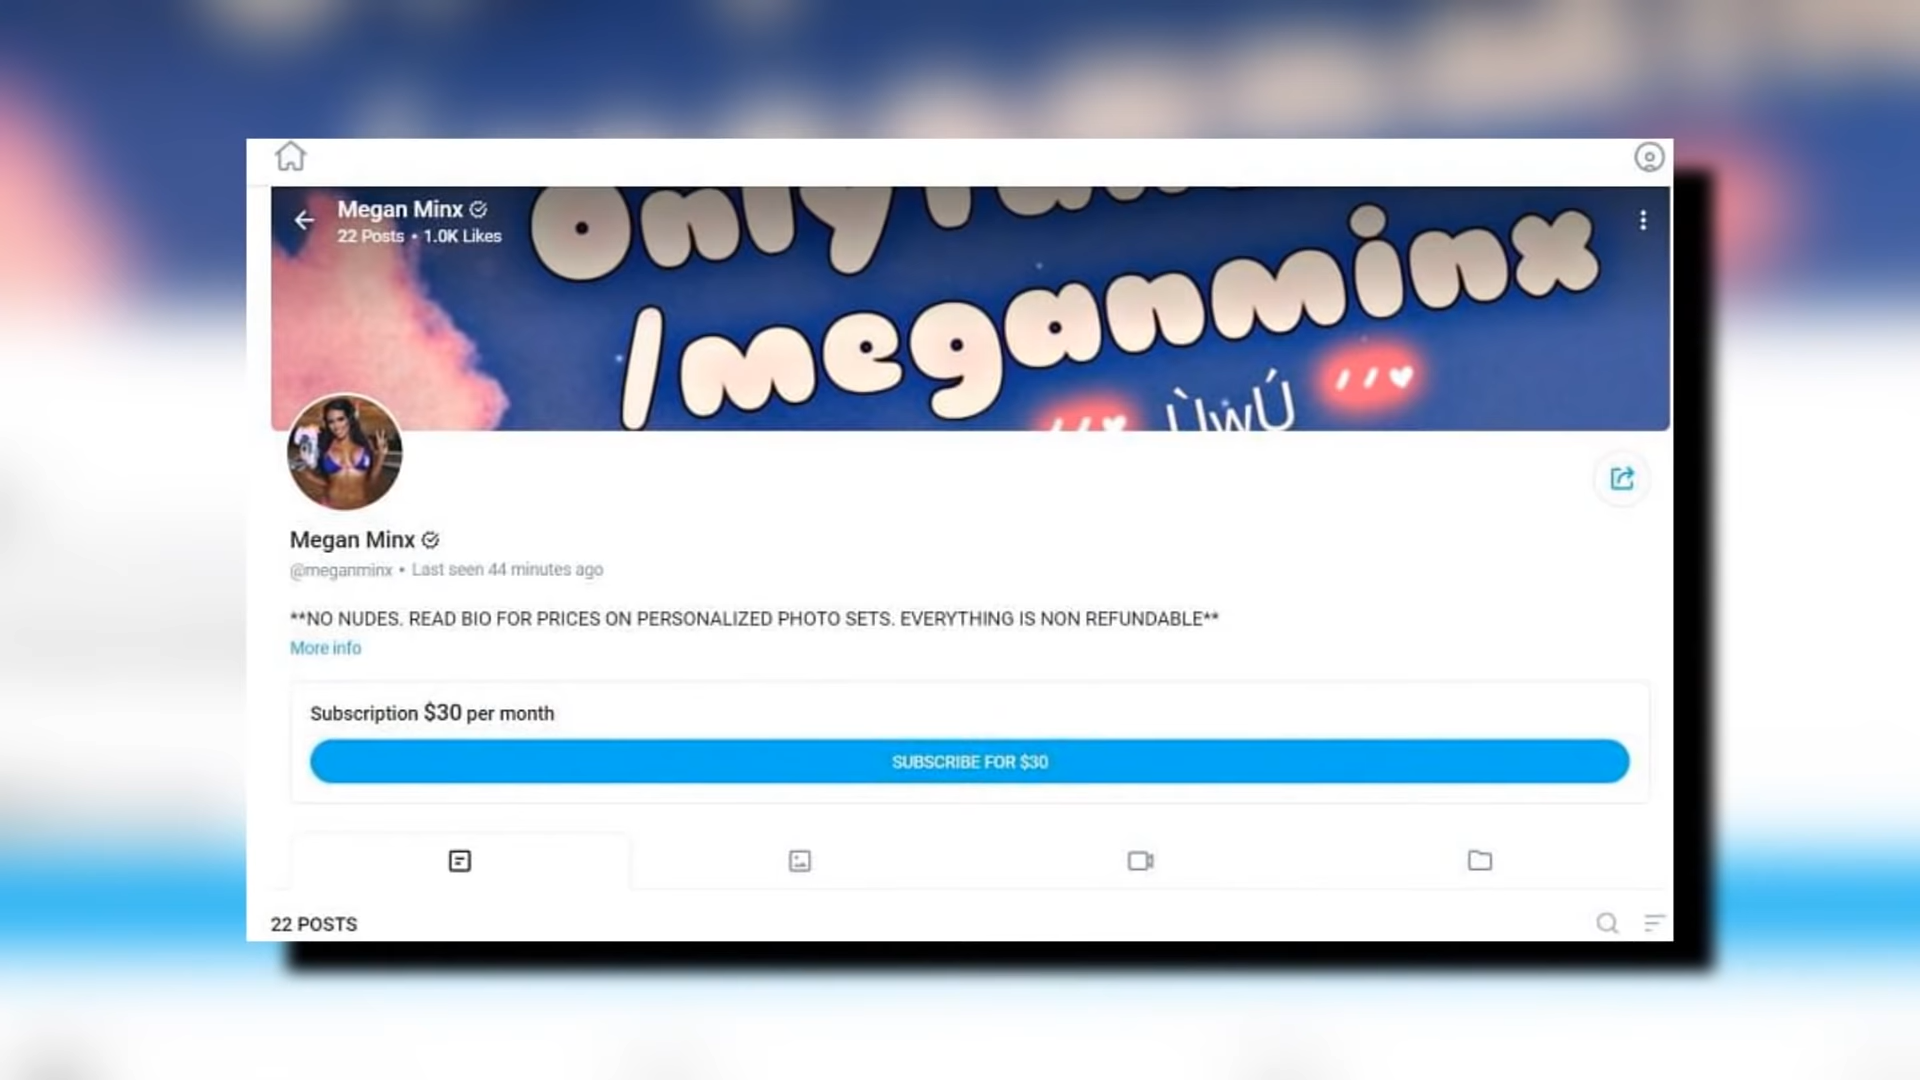 Megan Minx
22 Posts • 1.0K Likes
/meganminx
ÙwÚ
Megan Minx
@meganminx • Last seen 44 minutes ago
**NO NUDES. READ BIO FOR PRICES ON PERSONALIZED PHOTO SETS. EVERYTHING IS NON REFUNDABLE**
More info
Subscription $30 per month
SUBSCRIBE FOR $30
22 POSTS